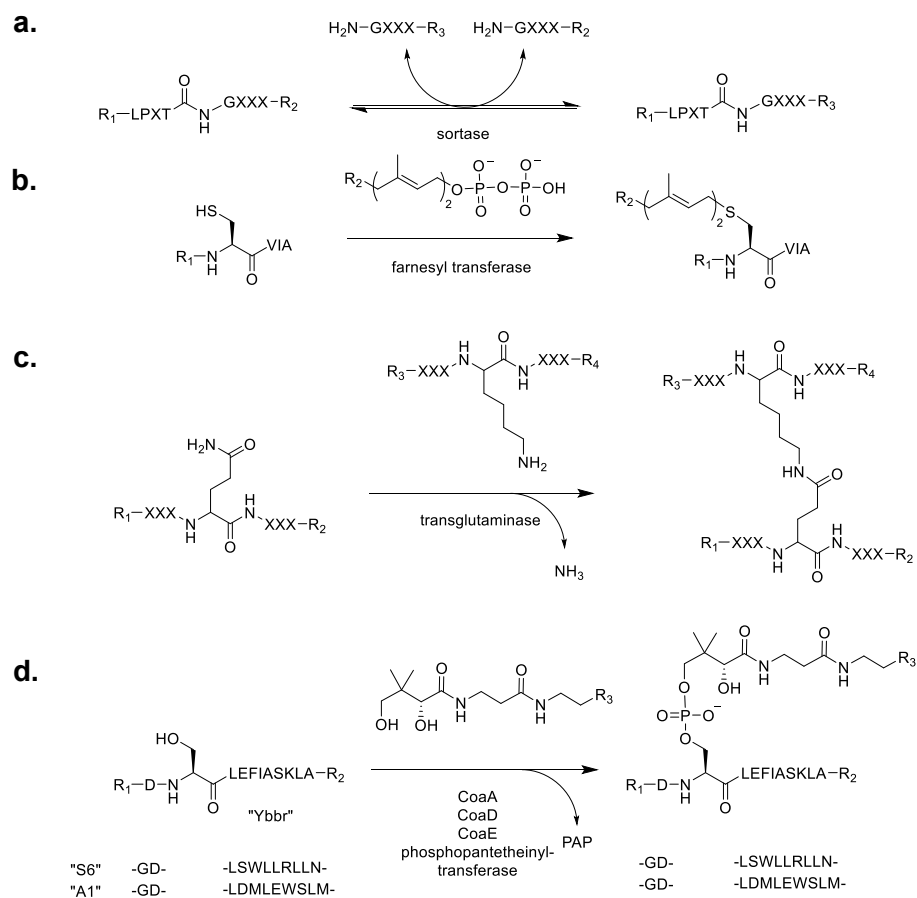 a.
H2N–GXXX–R3 H2N–GXXX–R2
R1–LPXT O N H GXXX–R2
sortase
R1–LPXT O N H GXXX–R3
b.
R2 ( )2 O P O− O O P O− O OH
HS R1–N H O VIA
farnesyl transferase
R2 ( )2 S R1–N H O VIA
c.
R3–XXX H N O N H XXX–R4 NH2
H2N O R1–XXX N H O H N XXX–R2
transglutaminase
NH3
R3–XXX H N O N H XXX–R4
HN O
R1–XXX N H O H N XXX–R2
d.
OH OH O N H O H N R3
HO R1–D–N H O LEFIASKLA–R2
"Ybbr"
CoaA
CoaD
CoaE
phosphopantetheinyl-
transferase
PAP
O OH O N H O H N R3
O=P–O−
O
R1–D–N H O LEFIASKLA–R2
"S6" -GD- -LSWLLRLLN- -GD- -LSWLLRLLN-
"A1" -GD- -LDMLEWSLM- -GD- -LDMLEWSLM-